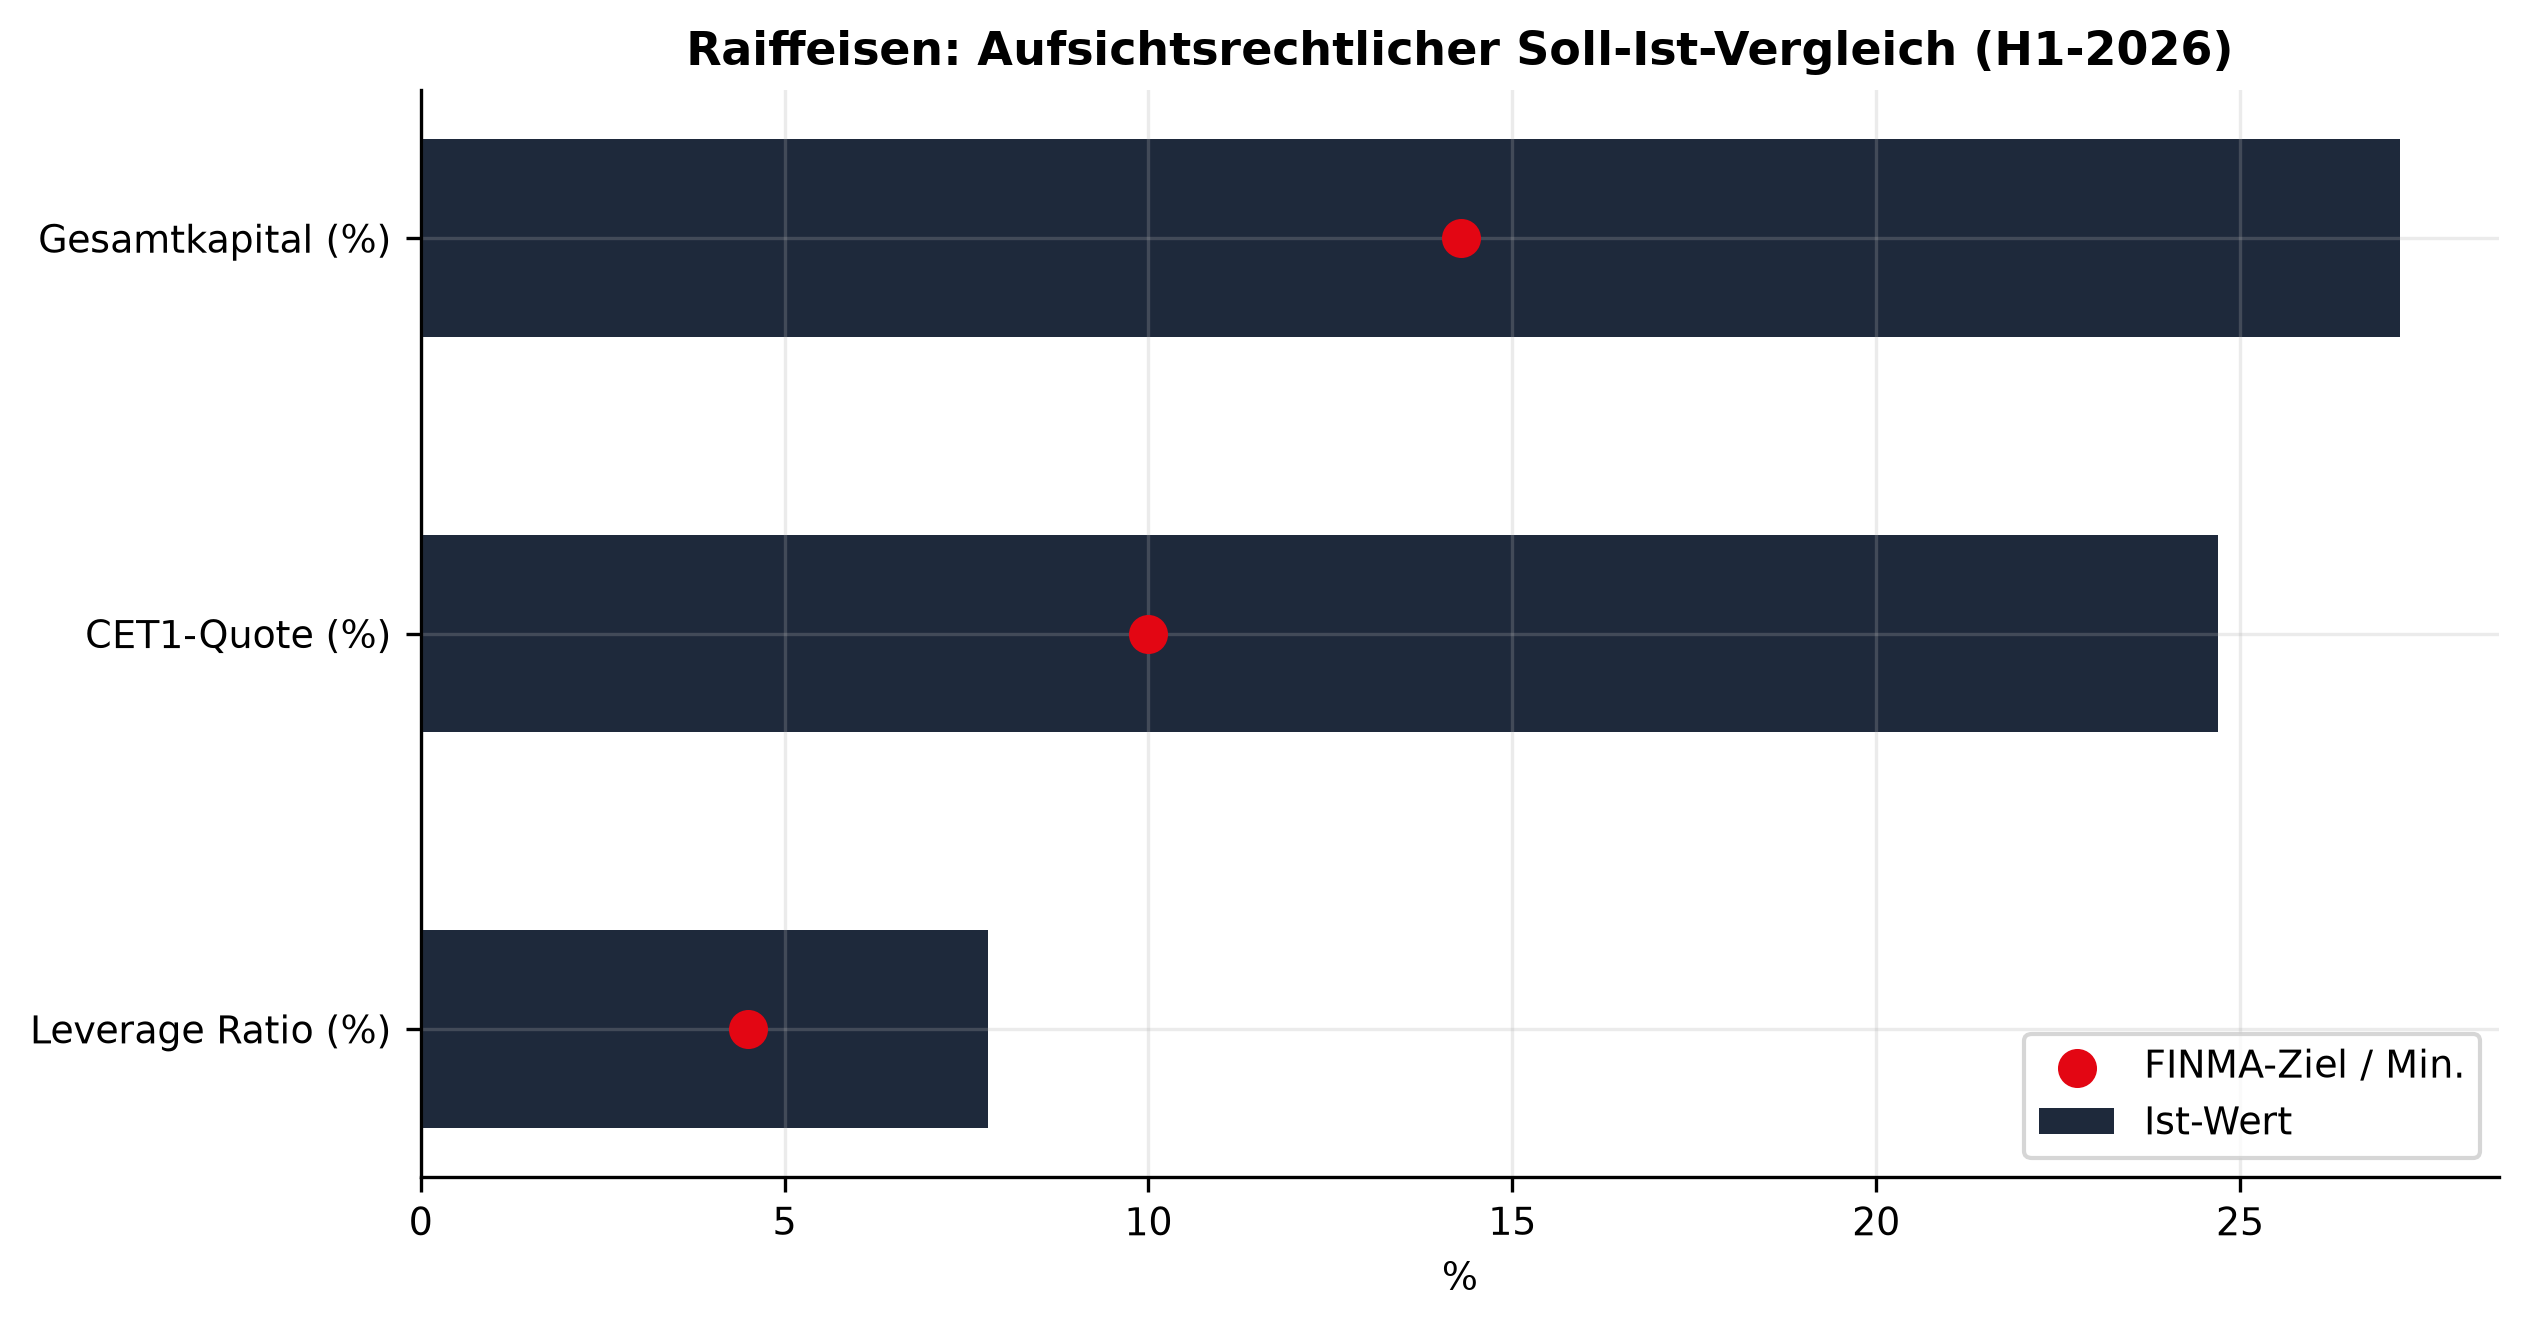 Raiffeisen: Aufsichtsrechtlicher Soll-Ist-Vergleich (H1-2026)
Gesamtkapital (%)
CET1-Quote (%)
Leverage Ratio (%)
FINMA-Ziel / Min.
Ist-Wert
0 5 10 15 20 25
%